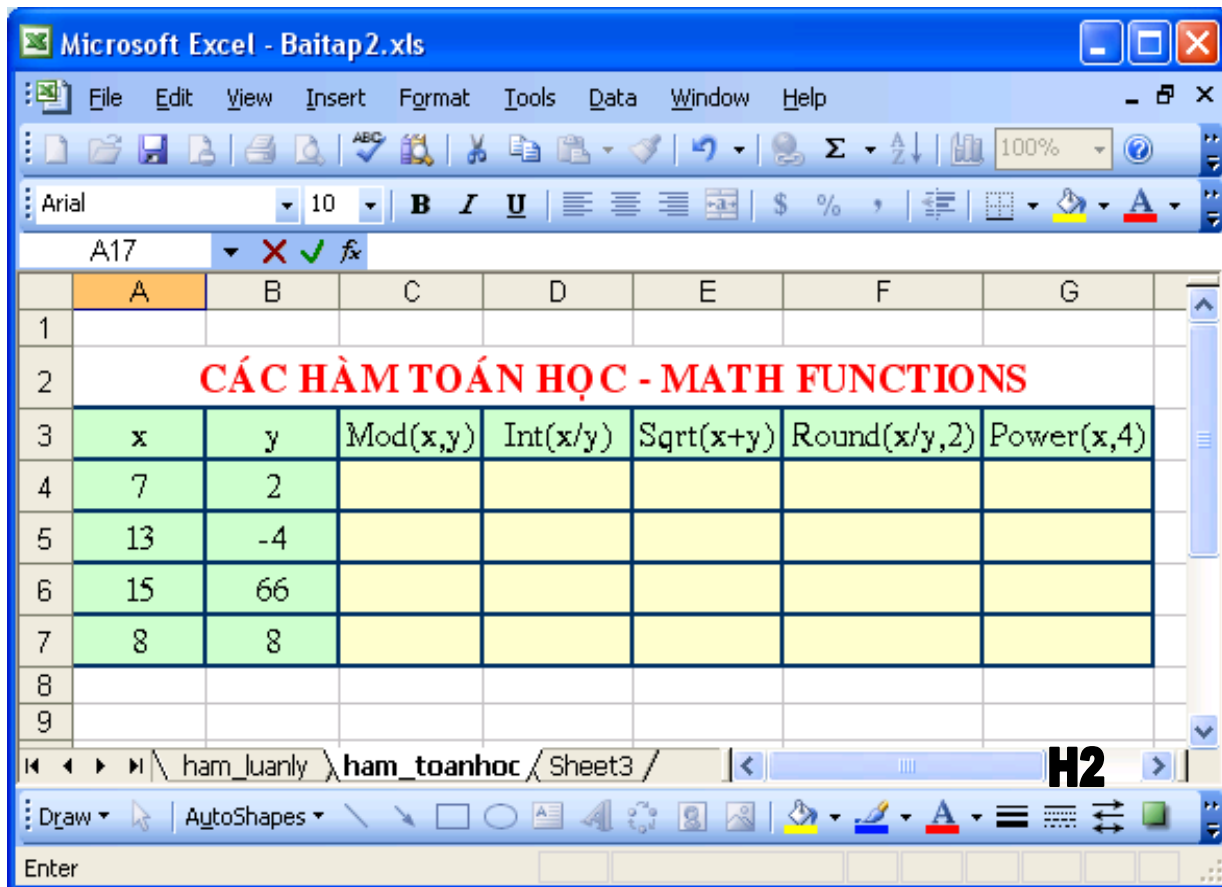 Microsoft Excel - Baitap2.xls
File Edit View Insert Format Tools Data Window Help
ABC Σ A Z 100%
Arial 10 B I U a $ % , A
A17 fx
A B C D E F G
1
2 CÁC HÀM TOÁN HỌC - MATH FUNCTIONS
3 x y Mod(x,y) Int(x/y) Sqrt(x+y) Round(x/y,2) Power(x,4)
4 7 2
5 13 -4
6 15 66
7 8 8
8
9
ham_luanly ham_toanhoc Sheet3 H2
Draw AutoShapes A A A
Enter